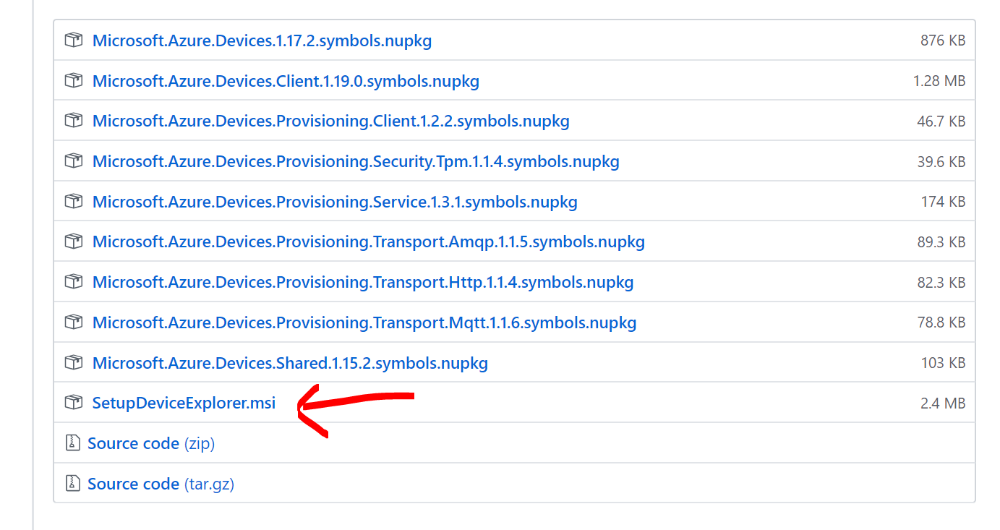 Microsoft.Azure.Devices.1.17.2.symbols.nupkg 876 KB
Microsoft.Azure.Devices.Client.1.19.0.symbols.nupkg 1.28 MB
Microsoft.Azure.Devices.Provisioning.Client.1.2.2.symbols.nupkg 46.7 KB
Microsoft.Azure.Devices.Provisioning.Security.Tpm.1.1.4.symbols.nupkg 39.6 KB
Microsoft.Azure.Devices.Provisioning.Service.1.3.1.symbols.nupkg 174 KB
Microsoft.Azure.Devices.Provisioning.Transport.Amqp.1.1.5.symbols.nupkg 89.3 KB
Microsoft.Azure.Devices.Provisioning.Transport.Http.1.1.4.symbols.nupkg 82.3 KB
Microsoft.Azure.Devices.Provisioning.Transport.Mqtt.1.1.6.symbols.nupkg 78.8 KB
Microsoft.Azure.Devices.Shared.1.15.2.symbols.nupkg 103 KB
SetupDeviceExplorer.msi 2.4 MB
Source code (zip)
Source code (tar.gz)